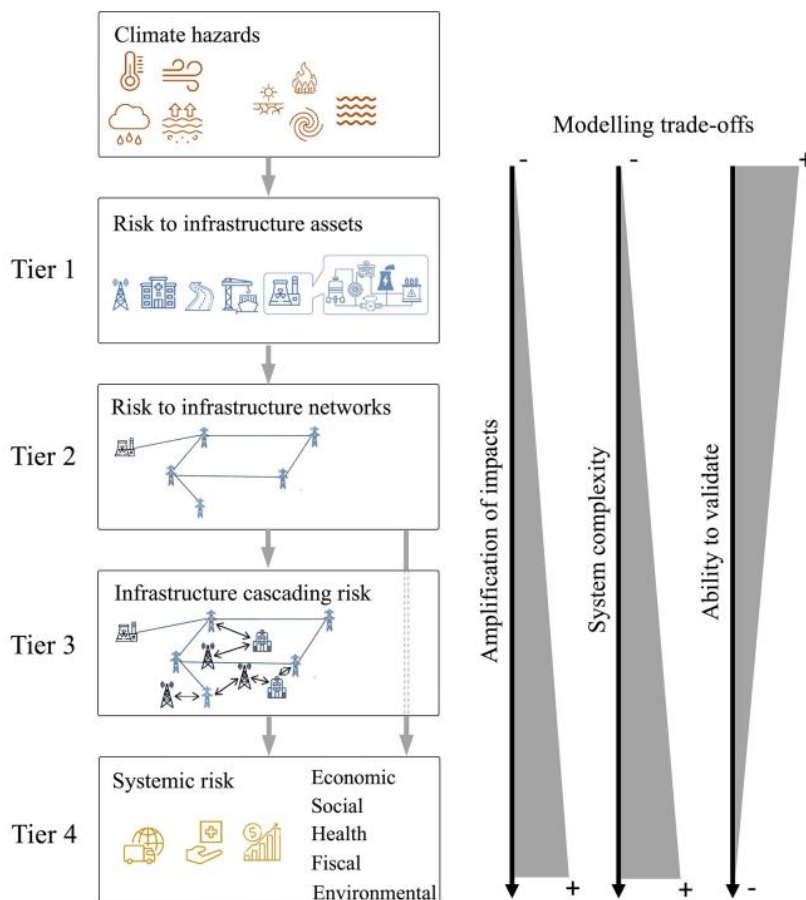 Climate hazards
Modelling trade-offs
-
-
+
Risk to infrastructure assets
Tier 1
Risk to infrastructure networks
Tier 2
Amplification of impacts
System complexity
Ability to validate
Infrastructure cascading risk
Tier 3
Systemic risk
Economic
Social
Health
Fiscal
Environmental
Tier 4
+
+
-